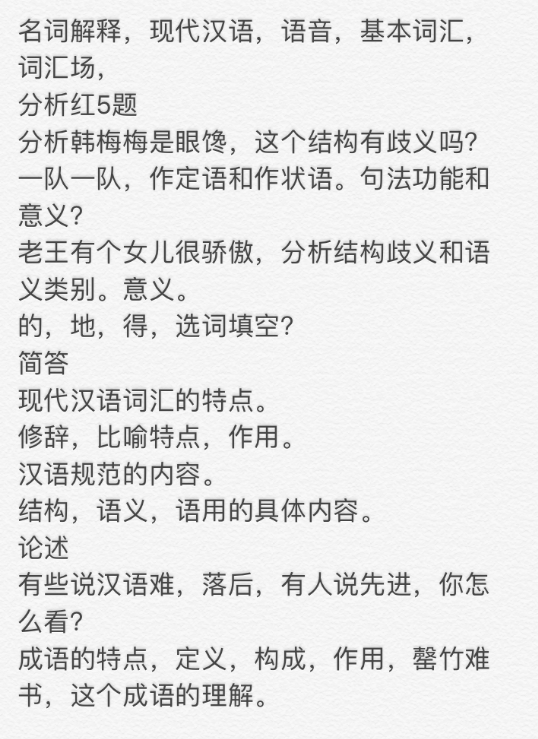 名词解释，现代汉语，语音，基本词汇，
词汇场，
分析红5题
分析韩梅梅是眼馋，这个结构有歧义吗？
一队一队，作定语和作状语。句法功能和
意义？
老王有个女儿很骄傲，分析结构歧义和语
义类别。意义。
的，地，得，选词填空？
简答
现代汉语词汇的特点。
修辞，比喻特点，作用。
汉语规范的内容。
结构，语义，语用的具体内容。
论述
有些说汉语难，落后，有人说先进，你怎
么看？
成语的特点，定义，构成，作用，罄竹难
书，这个成语的理解。